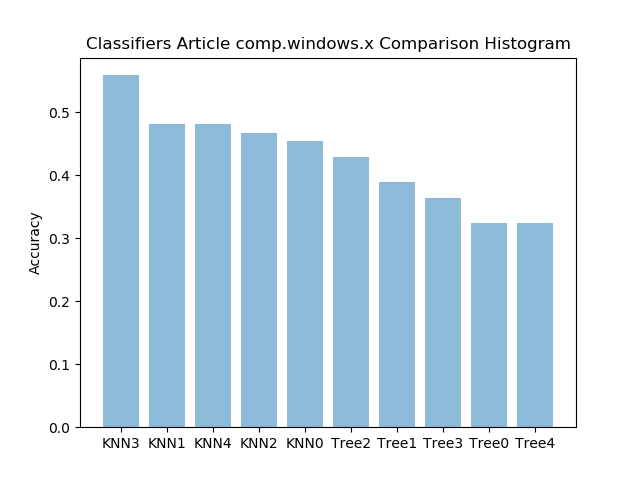 Classifiers Article comp.windows.x Comparison Histogram
Accuracy
0.5
0.4
0.3
0.2
0.1
0.0
KNN3 KNN1 KNN4 KNN2 KNN0 Tree2 Tree1 Tree3 Tree0 Tree4